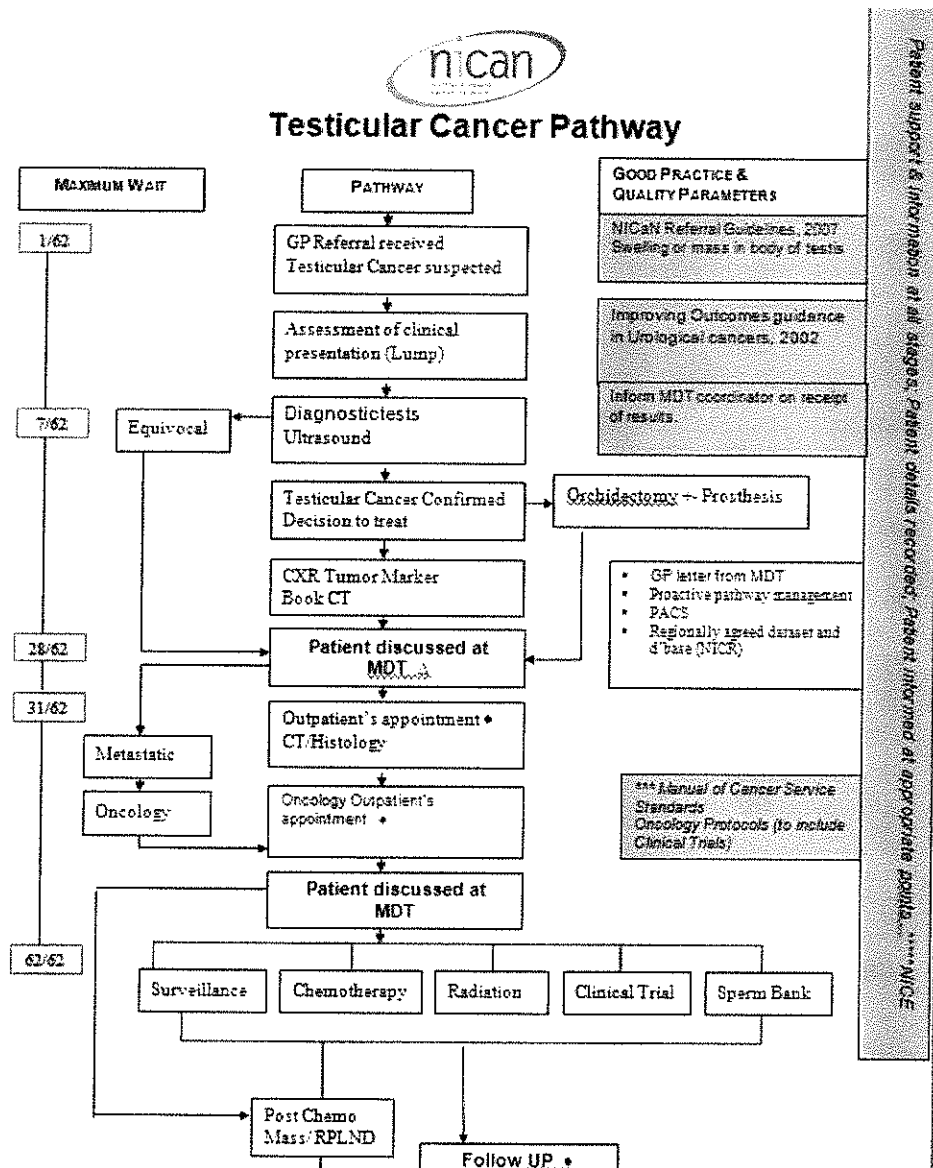 nican
Testicular Cancer Pathway
MAXIMUM WAIT
PATHWAY
GOOD PRACTICE &
QUALITY PARAMETERS
1/62
GP Referral received
Testicular Cancer suspected
NICaN Referral Guidelines, 2007
Swelling or mass in body of testis
Assessment of clinical
presentation (Lump)
Improving Outcomes guidance
in Urological cancers, 2002
7/62
Equivocal
Diagnostictests
Ultrasound
Inform MDT coordinator on receipt
of results.
Testicular Cancer Confirmed
Decision to treat
Orchidectomy +- Prosthesis
CXR Tumor Marker
Book CT
• GP letter from MDT
• Proactive pathway management
• PACS
• Regionally agreed dataset and
d'base (NICR)
28/62
Patient discussed at
MDT
31/62
Outpatient's appointment •
CT/Histology
Metastatic
Oncology
Oncology Outpatient's
appointment •
*** Manual of Cancer Service
Standards
Oncology Protocols (to include
Clinical Trials)
Patient discussed at
MDT
62/62
Surveillance
Chemotherapy
Radiation
Clinical Trial
Sperm Bank
Post Chemo
Mass/ RPLND
Follow UP •
Patient support & information at all stages. Patient details recorded; Patient informed at appropriate points... *****NICE